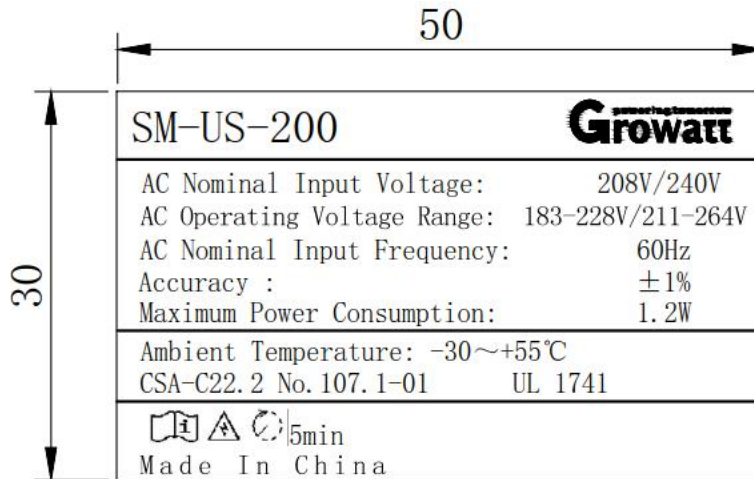 50
30
SM-US-200
powering tomorrow
Growatt
AC Nominal Input Voltage: 208V/240V
AC Operating Voltage Range: 183-228V/211-264V
AC Nominal Input Frequency: 60Hz
Accuracy : ±1%
Maximum Power Consumption: 1.2W
Ambient Temperature: -30～+55℃
CSA-C22.2 No.107.1-01 UL 1741
5min
Made In China